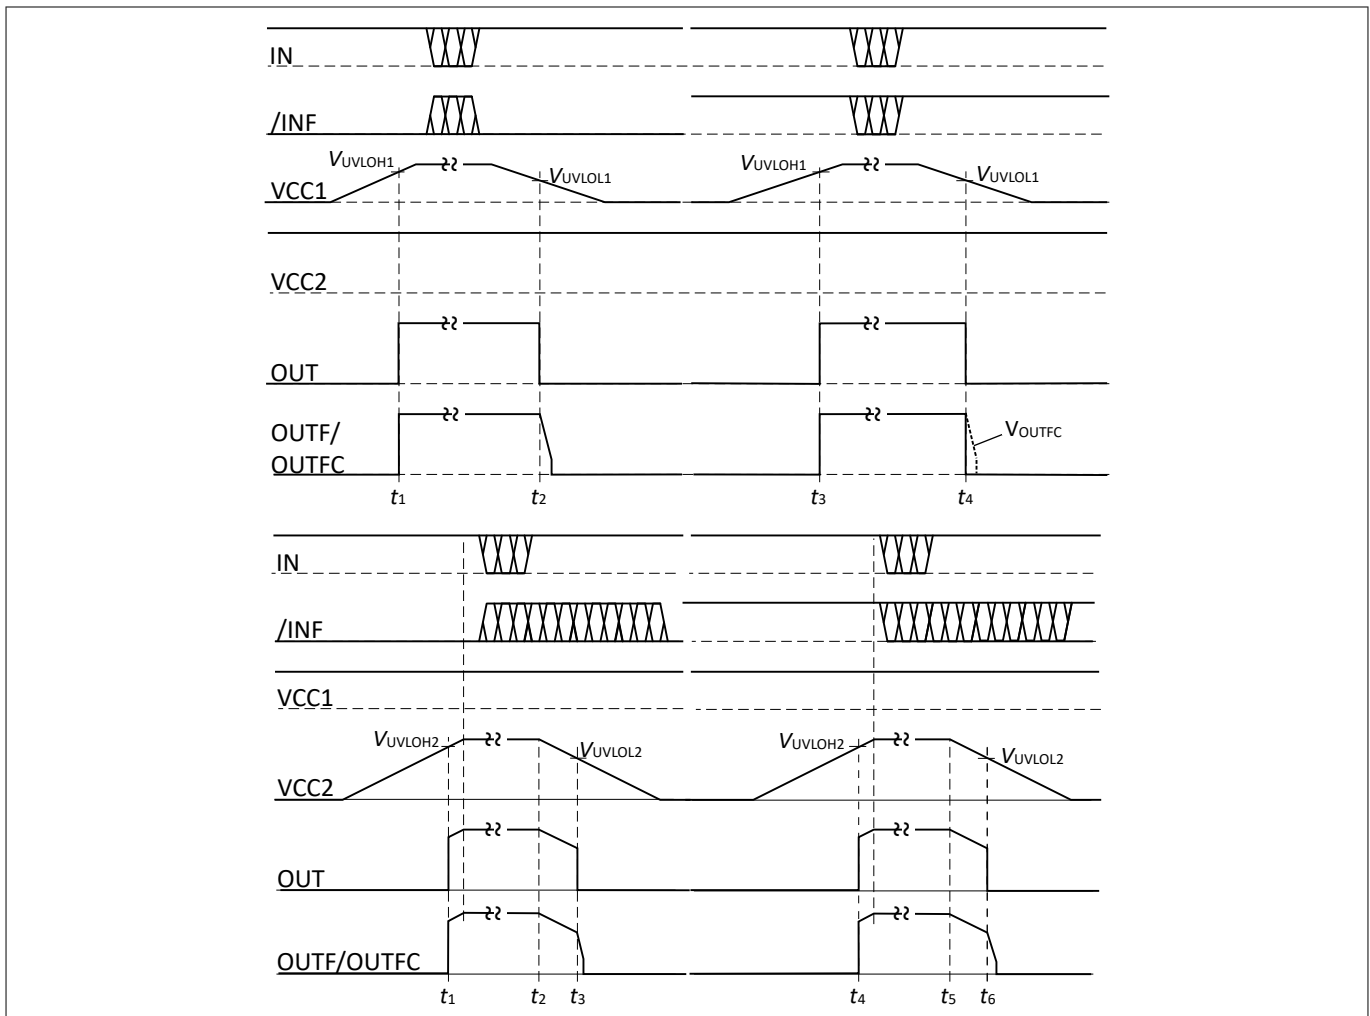 IN
/INF
VUVLOH1 VUVLOL1 VUVLOH1 VUVLOL1
VCC1
VCC2
OUT
OUTF/
OUTFC
VOUTFC
t1 t2 t3 t4
IN
/INF
VCC1
VUVLOH2 VUVLOL2 VUVLOH2 VUVLOL2
VCC2
OUT
OUTF/OUTFC
t1 t2 t3 t4 t5 t6